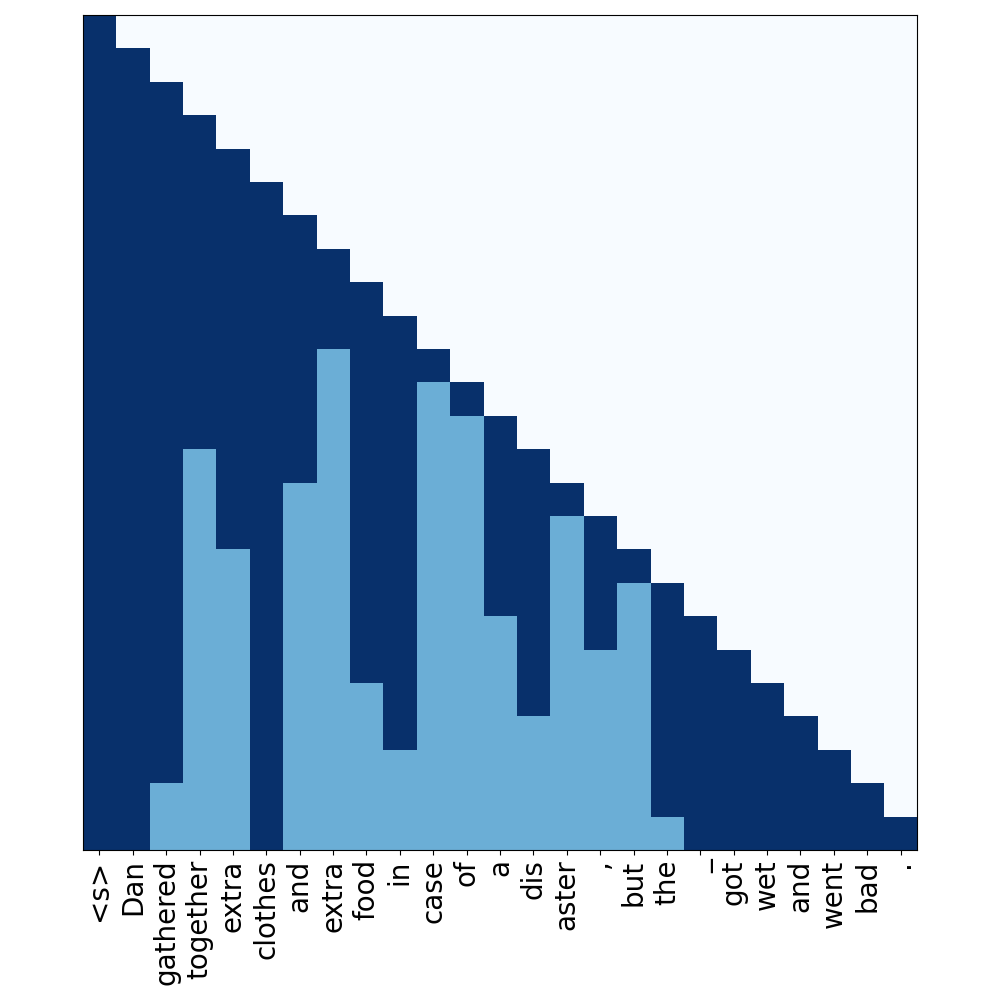 <s>
Dan
gathered
together
extra
clothes
and
extra
food
in
case
of
a
dis
aster
,
but
the
_
got
wet
and
went
bad
.